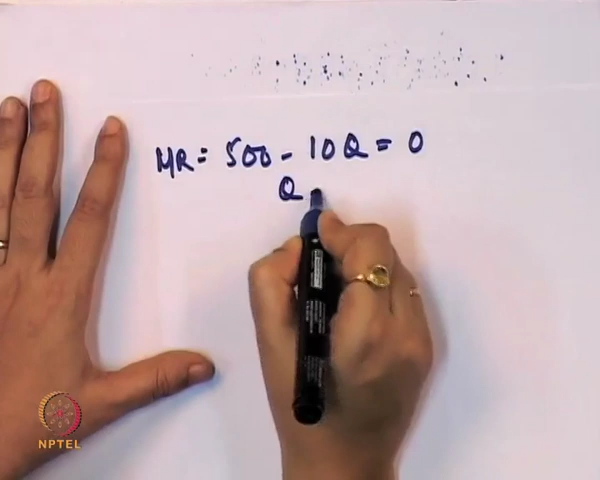 MR = 500 - 10Q = 0
Q
NPTEL